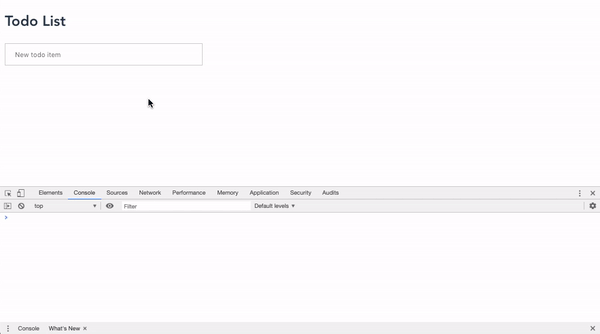 Todo List
New todo item
Elements Console Sources Network Performance Memory Application Security Audits
top Filter Default levels
Console What's New